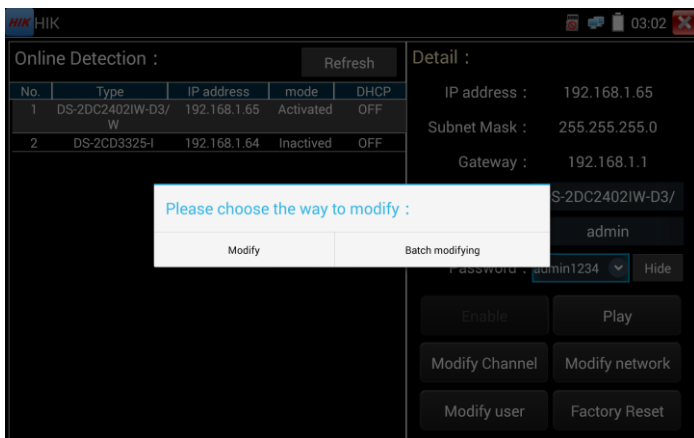 HIK HIK 03:02
Online Detection : Refresh
No. Type IP address mode DHCP
1 DS-2DC2402IW-D3/ 192.168.1.65 Activated OFF
W
2 DS-2CD3325-I 192.168.1.64 Inactived OFF
Detail :
IP address : 192.168.1.65
Subnet Mask : 255.255.255.0
Gateway : 192.168.1.1
S-2DC2402IW-D3/
admin
Password : admin1234 Hide
Enable Play
Modify Channel Modify network
Modify user Factory Reset
Please choose the way to modify :
Modify Batch modifying